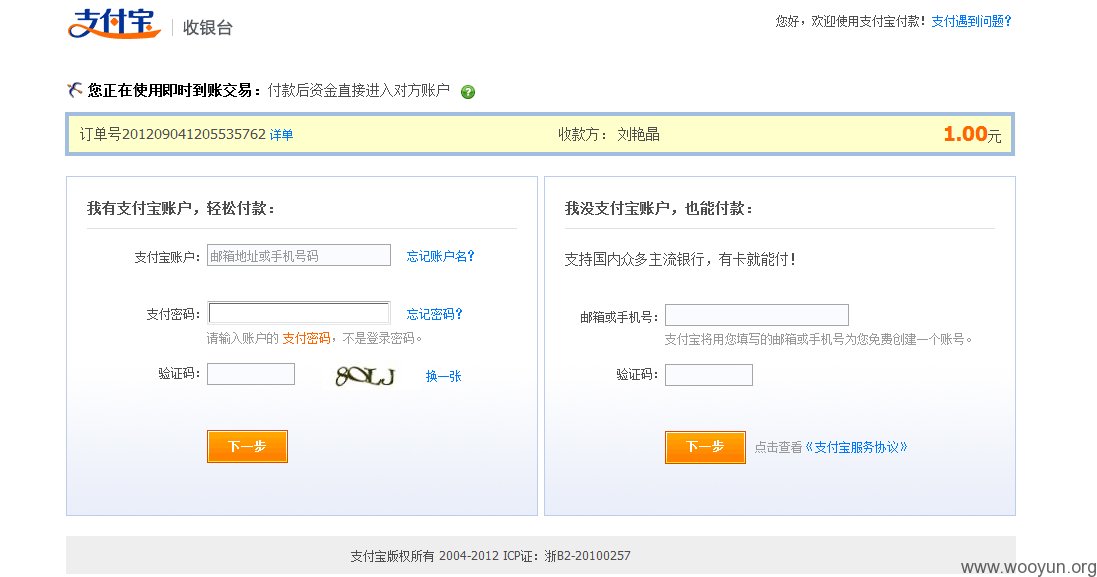 支付宝 | 收银台
您好，欢迎使用支付宝付款！支付遇到问题？
您正在使用即时到账交易：付款后资金直接进入对方账户 ?
订单号201209041205535762 详单 收款方： 刘艳晶 1.00元
我有支付宝账户，轻松付款：
支付宝账户：邮箱地址或手机号码 忘记账户名？
支付密码： 忘记密码？
请输入账户的 支付密码，不是登录密码。
验证码： 8OLJ 换一张
下一步
我没支付宝账户，也能付款：
支持国内众多主流银行，有卡就能付！
邮箱或手机号：
支付宝将用您填写的邮箱或手机号为您免费创建一个账号。
验证码：
下一步 点击查看《支付宝服务协议》
支付宝版权所有 2004-2012 ICP证：浙B2-20100257
www.wooyun.org